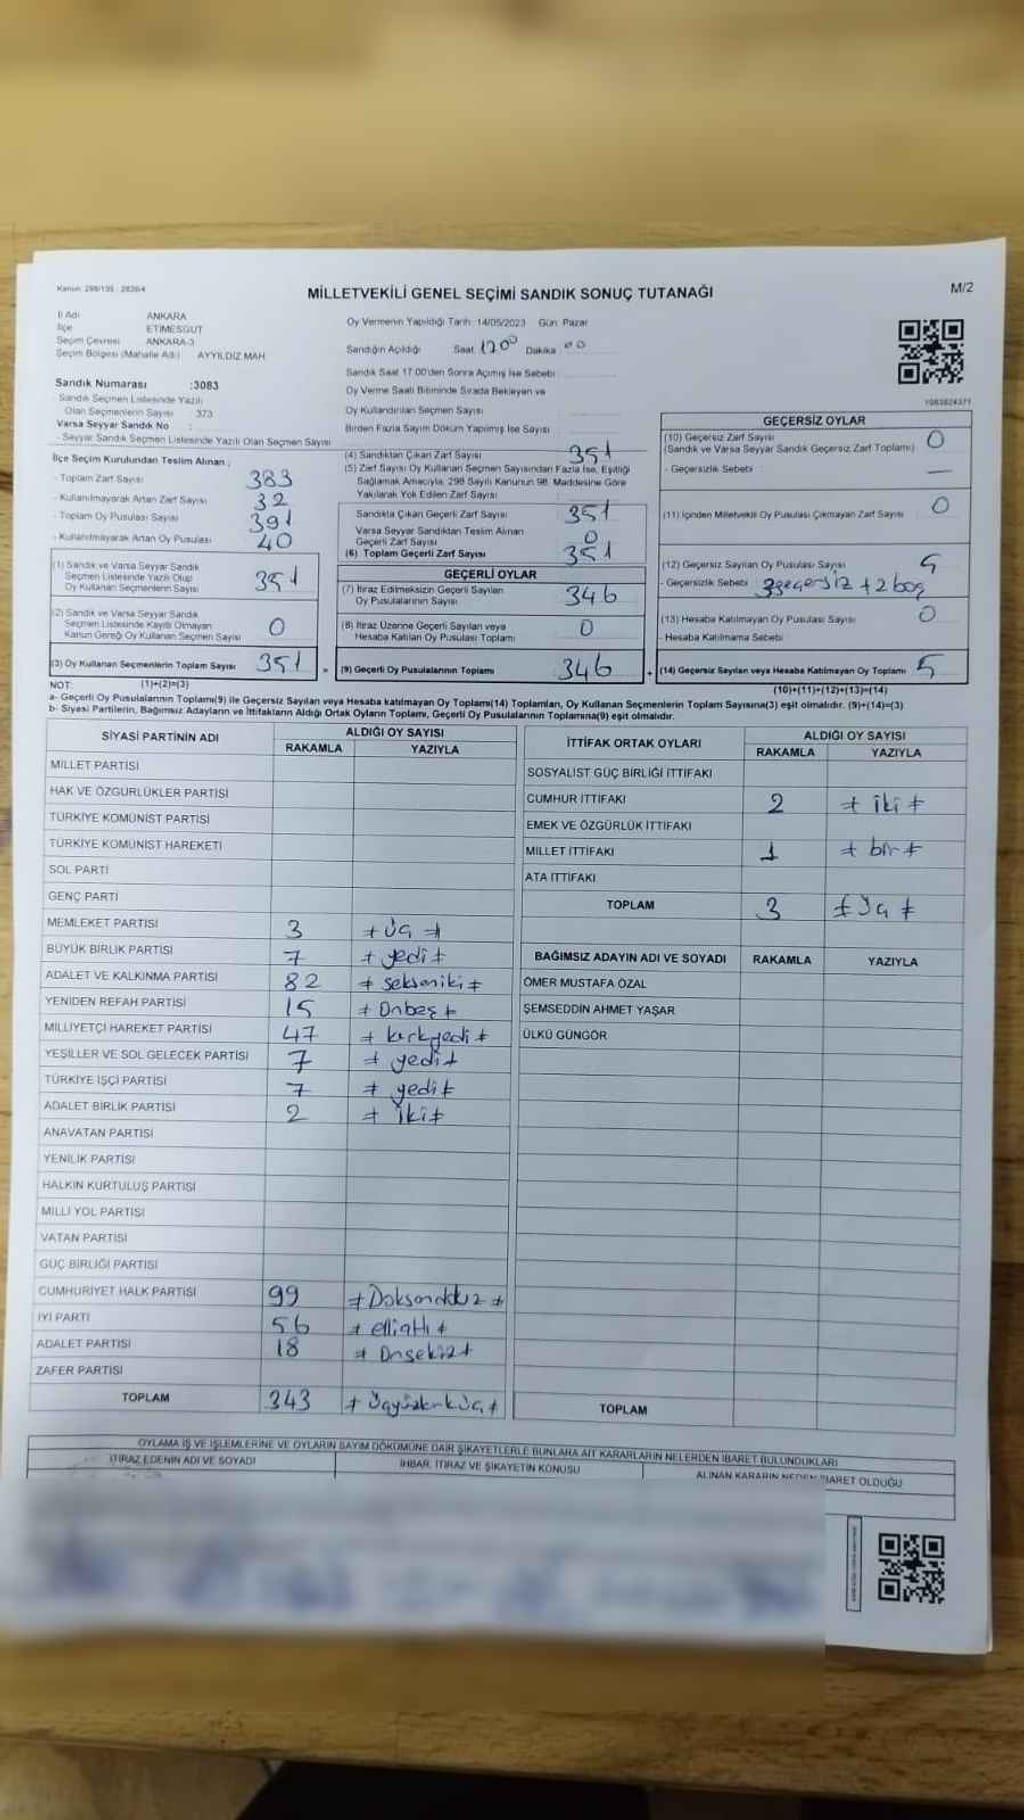 Kanun: 298/135 - 2839/4
MİLLETVEKİLİ GENEL SEÇİMİ SANDIK SONUÇ TUTANAĞI
M/2
İl Adı ANKARA
İlçe ETİMESGUT
Seçim Çevresi ANKARA-3
Seçim Bölgesi (Mahalle Adı) AYYILDIZ MAH
Sandık Numarası :3083
Sandık Seçmen Listesinde Yazılı
Olan Seçmenlerin Sayısı 373
Varsa Seyyar Sandık No :
- Seyyar Sandık Seçmen Listesinde Yazılı Olan Seçmen Sayısı
Oy Vermenin Yapıldığı Tarih: 14/05/2023 Gün: Pazar
Sandığın Açıldığı Saat Dakika 00
Sandık Saat 17.00'den Sonra Açılmış İse Sebebi
Oy Verme Saati Bitiminde Sırada Bekleyen ve
Oy Kullandırılan Seçmen Sayısı
Birden Fazla Sayım Döküm Yapılmış İse Sayısı
İlçe Seçim Kurulundan Teslim Alınan ;
- Toplam Zarf Sayısı 383
- Kullanılmayarak Artan Zarf Sayısı 32
- Toplam Oy Pusulası Sayısı 391
- Kullanılmayarak Artan Oy Pusulası 40
(1) Sandık ve Varsa Seyyar Sandık
Seçmen Listesinde Yazılı Olup
Oy Kullanan Seçmenlerin Sayısı 351
(2) Sandık ve Varsa Seyyar Sandık
Seçmen Listesinde Kayıtlı Olmayan
Kanun Gereği Oy Kullanan Seçmen Sayısı 0
(3) Oy Kullanan Seçmenlerin Toplam Sayısı 351 =
(1)+(2)=(3)
(4) Sandıktan Çıkan Zarf Sayısı 351
(5) Zarf Sayısı Oy Kullanan Seçmen Sayısından Fazla İse, Eşitliği
Sağlamak Amacıyla, 298 Sayılı Kanunun 98. Maddesine Göre
Yakılarak Yok Edilen Zarf Sayısı
Sandıkta Çıkan Geçerli Zarf Sayısı 351
Varsa Seyyar Sandıktan Teslim Alınan
Geçerli Zarf Sayısı 0
(6) Toplam Geçerli Zarf Sayısı 351
GEÇERLİ OYLAR
(7) İtiraz Edilmeksizin Geçerli Sayılan
Oy Pusulalarının Sayısı 346
(8) İtiraz Üzerine Geçerli Sayılan veya
Hesaba Katılan Oy Pusulası Toplamı 0
(9) Geçerli Oy Pusulalarının Toplamı 346 +
GEÇERSİZ OYLAR
(10) Geçersiz Zarf Sayısı 0
(Sandık ve Varsa Seyyar Sandık Geçersiz Zarf Toplamı)
- Geçersizlik Sebebi : —
(11) İçinden Milletvekili Oy Pusulası Çıkmayan Zarf Sayısı 0
(12) Geçersiz Sayılan Oy Pusulası Sayısı 5
- Geçersizlik Sebebi 3geçersiz +2 boş
(13) Hesaba Katılmayan Oy Pusulası Sayısı 0
- Hesaba Katılmama Sebebi
(14) Geçersiz Sayılan veya Hesaba Katılmayan Oy Toplamı 5
(10)+(11)+(12)+(13)=(14)
NOT:
a- Geçerli Oy Pusulalarının Toplamı(9) ile Geçersiz Sayılan veya Hesaba katılmayan Oy Toplamı(14) Toplamları, Oy Kullanan Seçmenlerin Toplam Sayısına(3) eşit olmalıdır. (9)+(14)=(3)
b- Siyasi Partilerin, Bağımsız Adayların ve İttifakların Aldığı Ortak Oyların Toplamı, Geçerli Oy Pusulalarının Toplamına(9) eşit olmalıdır.
SİYASİ PARTİNİN ADI ALDIĞI OY SAYISI
RAKAMLA YAZIYLA
MİLLET PARTİSİ
HAK VE ÖZGÜRLÜKLER PARTİSİ
TÜRKİYE KOMÜNİST PARTİSİ
TÜRKİYE KOMÜNİST HAREKETİ
SOL PARTİ
GENÇ PARTİ
MEMLEKET PARTİSİ 3 ≠ Üç ≠
BÜYÜK BİRLİK PARTİSİ 7 ≠ yedi ≠
ADALET VE KALKINMA PARTİSİ 82 ≠ sekseniki ≠
YENİDEN REFAH PARTİSİ 15 ≠ Onbeş ≠
MİLLİYETÇİ HAREKET PARTİSİ 47 ≠ kırkyedi ≠
YEŞİLLER VE SOL GELECEK PARTİSİ 7 ≠ yedi ≠
TÜRKİYE İŞÇİ PARTİSİ 7 ≠ yedi ≠
ADALET BİRLİK PARTİSİ 2 ≠ iki ≠
ANAVATAN PARTİSİ
YENİLİK PARTİSİ
HALKIN KURTULUŞ PARTİSİ
MİLLİ YOL PARTİSİ
VATAN PARTİSİ
GÜÇ BİRLİĞİ PARTİSİ
CUMHURİYET HALK PARTİSİ 99 ≠ Doksandokuz ≠
İYİ PARTİ 56 ≠ elliatı ≠
ADALET PARTİSİ 18 ≠ Onsekiz ≠
ZAFER PARTİSİ
TOPLAM 343 ≠ Üçyüzkırküç ≠
İTTİFAK ORTAK OYLARI ALDIĞI OY SAYISI
RAKAMLA YAZIYLA
SOSYALİST GÜÇ BİRLİĞİ İTTİFAKI
CUMHUR İTTİFAKI 2 ≠ iki ≠
EMEK VE ÖZGÜRLÜK İTTİFAKI
MİLLET İTTİFAKI 1 ≠ bir ≠
ATA İTTİFAKI
TOPLAM 3 ≠ Üç ≠
BAĞIMSIZ ADAYIN ADI VE SOYADI RAKAMLA YAZIYLA
ÖMER MUSTAFA ÖZAL
ŞEMSEDDİN AHMET YAŞAR
ÜLKÜ GÜNGÖR
TOPLAM
OYLAMA İŞ VE İŞLEMLERİNE VE OYLARIN SAYIM DÖKÜMÜNE DAİR ŞİKAYETLERLE BUNLARA AİT KARARLARIN NELERDEN İBARET BULUNDUKLARI
İTİRAZ EDENİN ADI VE SOYADI
İHBAR, İTİRAZ VE ŞİKAYETİN KONUSU
ALINAN KARARIN NEDEN İBARET OLDUĞU